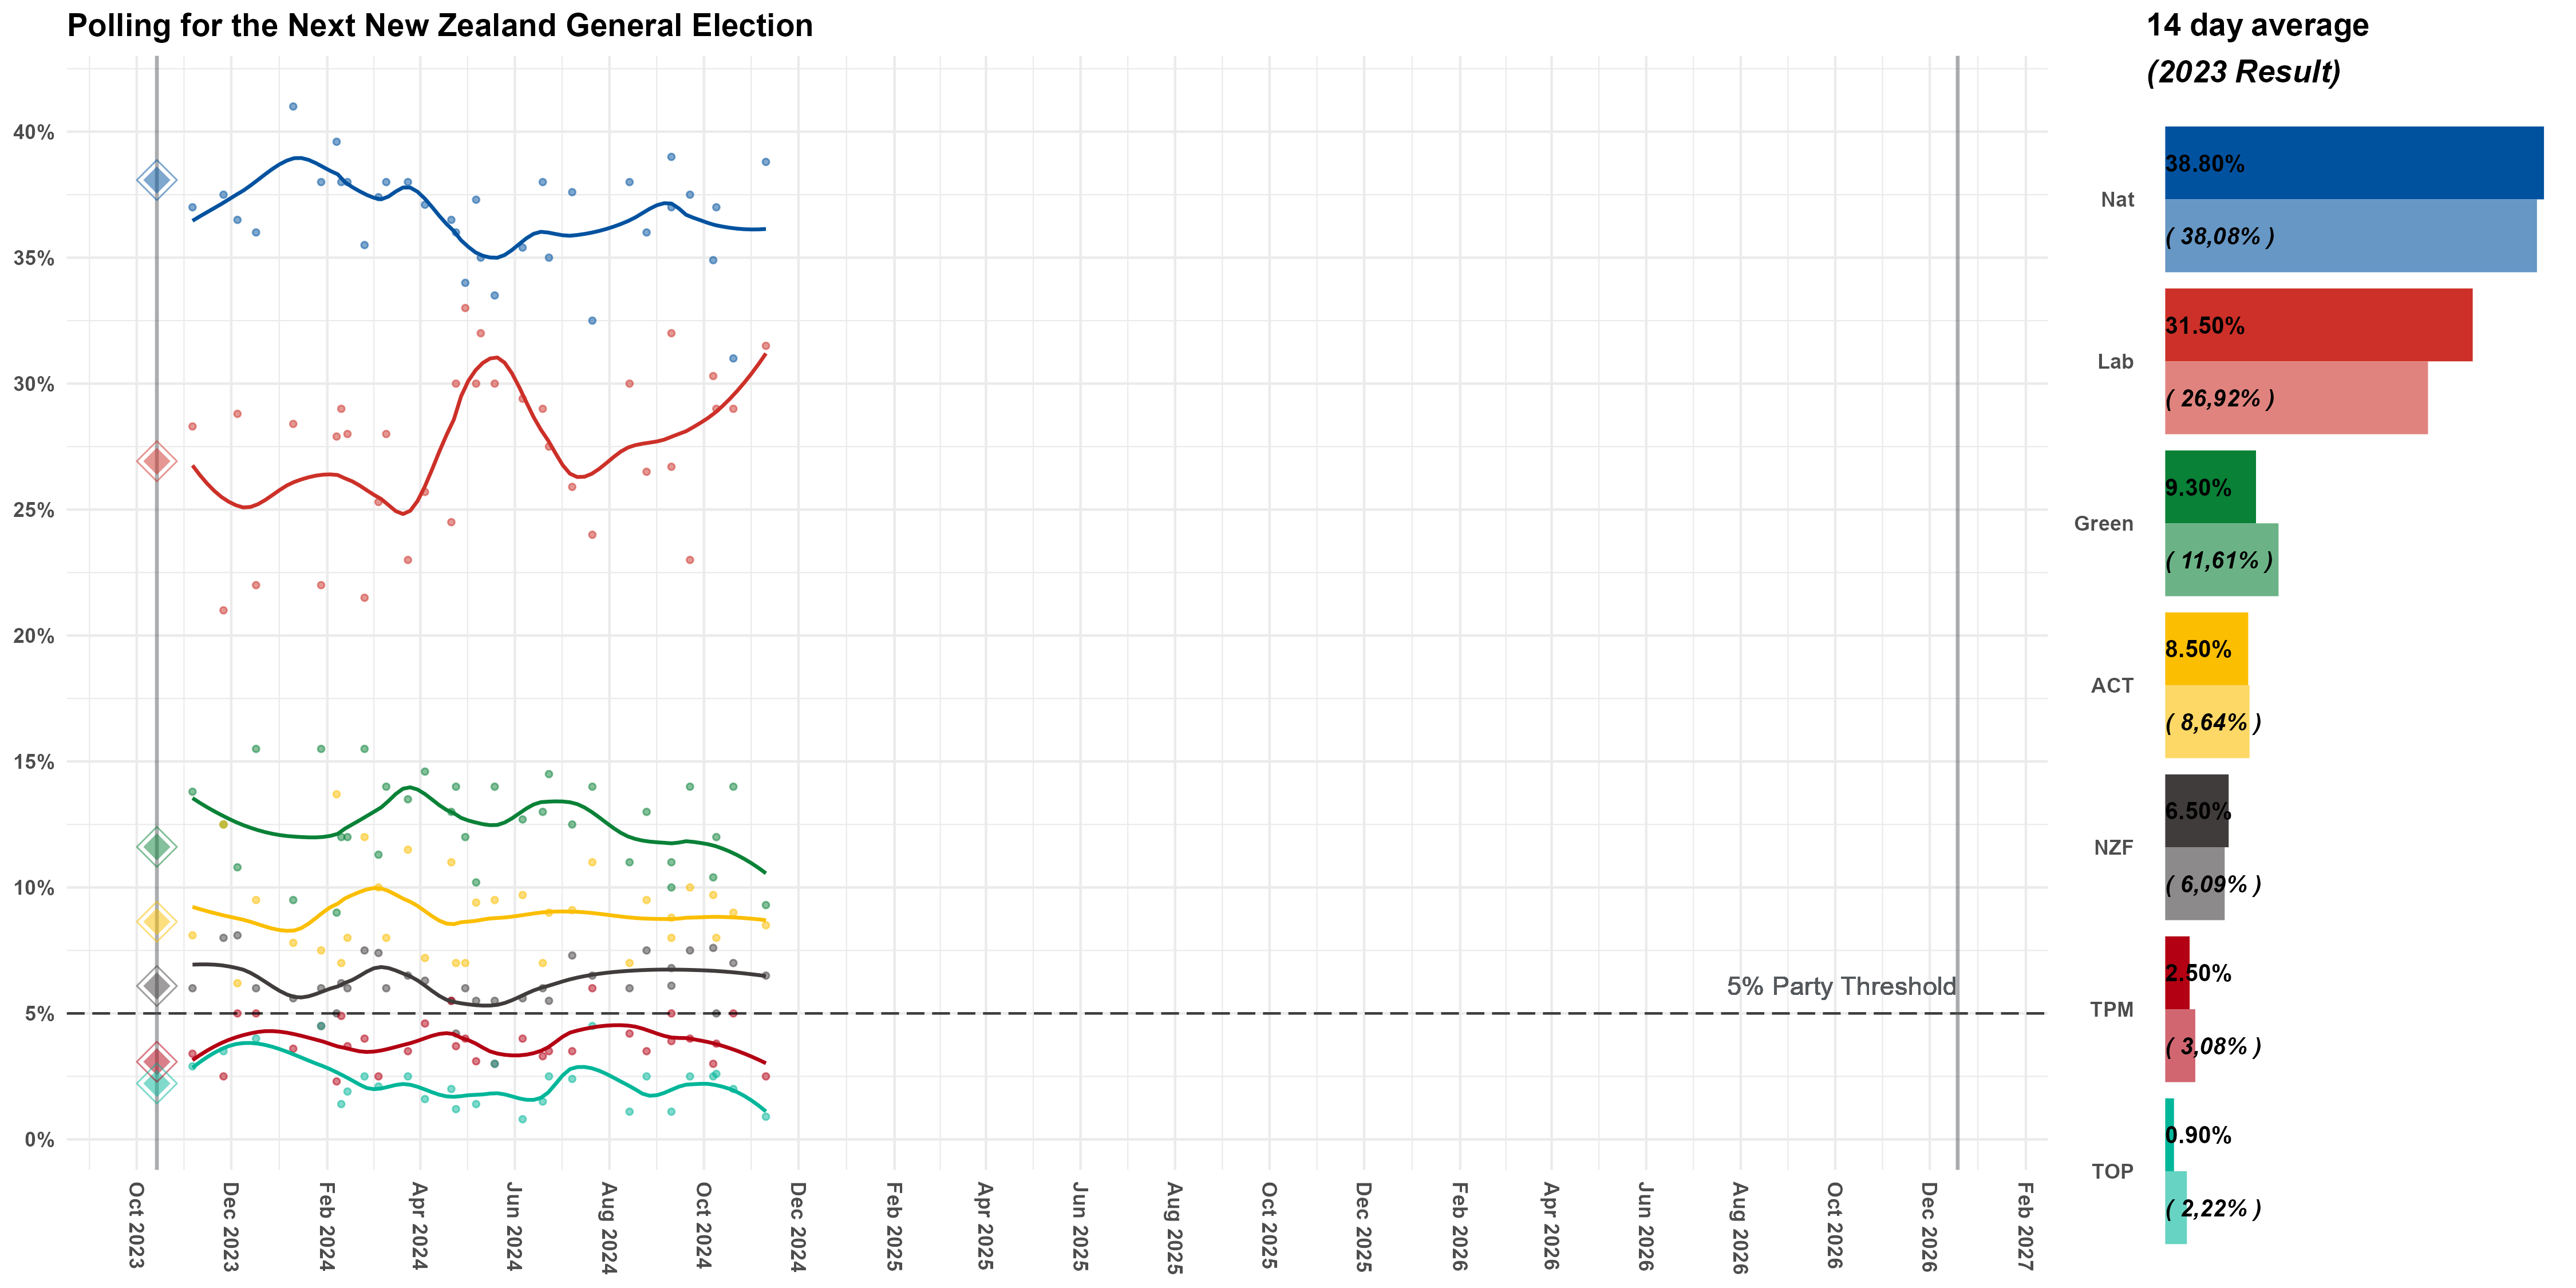 Polling for the Next New Zealand General Election
14 day average
(2023 Result)
40%
35%
30%
25%
20%
15%
10%
5%
0%
5% Party Threshold
Oct 2023
Dec 2023
Feb 2024
Apr 2024
Jun 2024
Aug 2024
Oct 2024
Dec 2024
Feb 2025
Apr 2025
Jun 2025
Aug 2025
Oct 2025
Dec 2025
Feb 2026
Apr 2026
Jun 2026
Aug 2026
Oct 2026
Dec 2026
Feb 2027
Nat
38.80%
( 38,08% )
Lab
31.50%
( 26,92% )
Green
9.30%
( 11,61% )
ACT
8.50%
( 8,64% )
NZF
6.50%
( 6,09% )
TPM
2.50%
( 3,08% )
TOP
0.90%
( 2,22% )